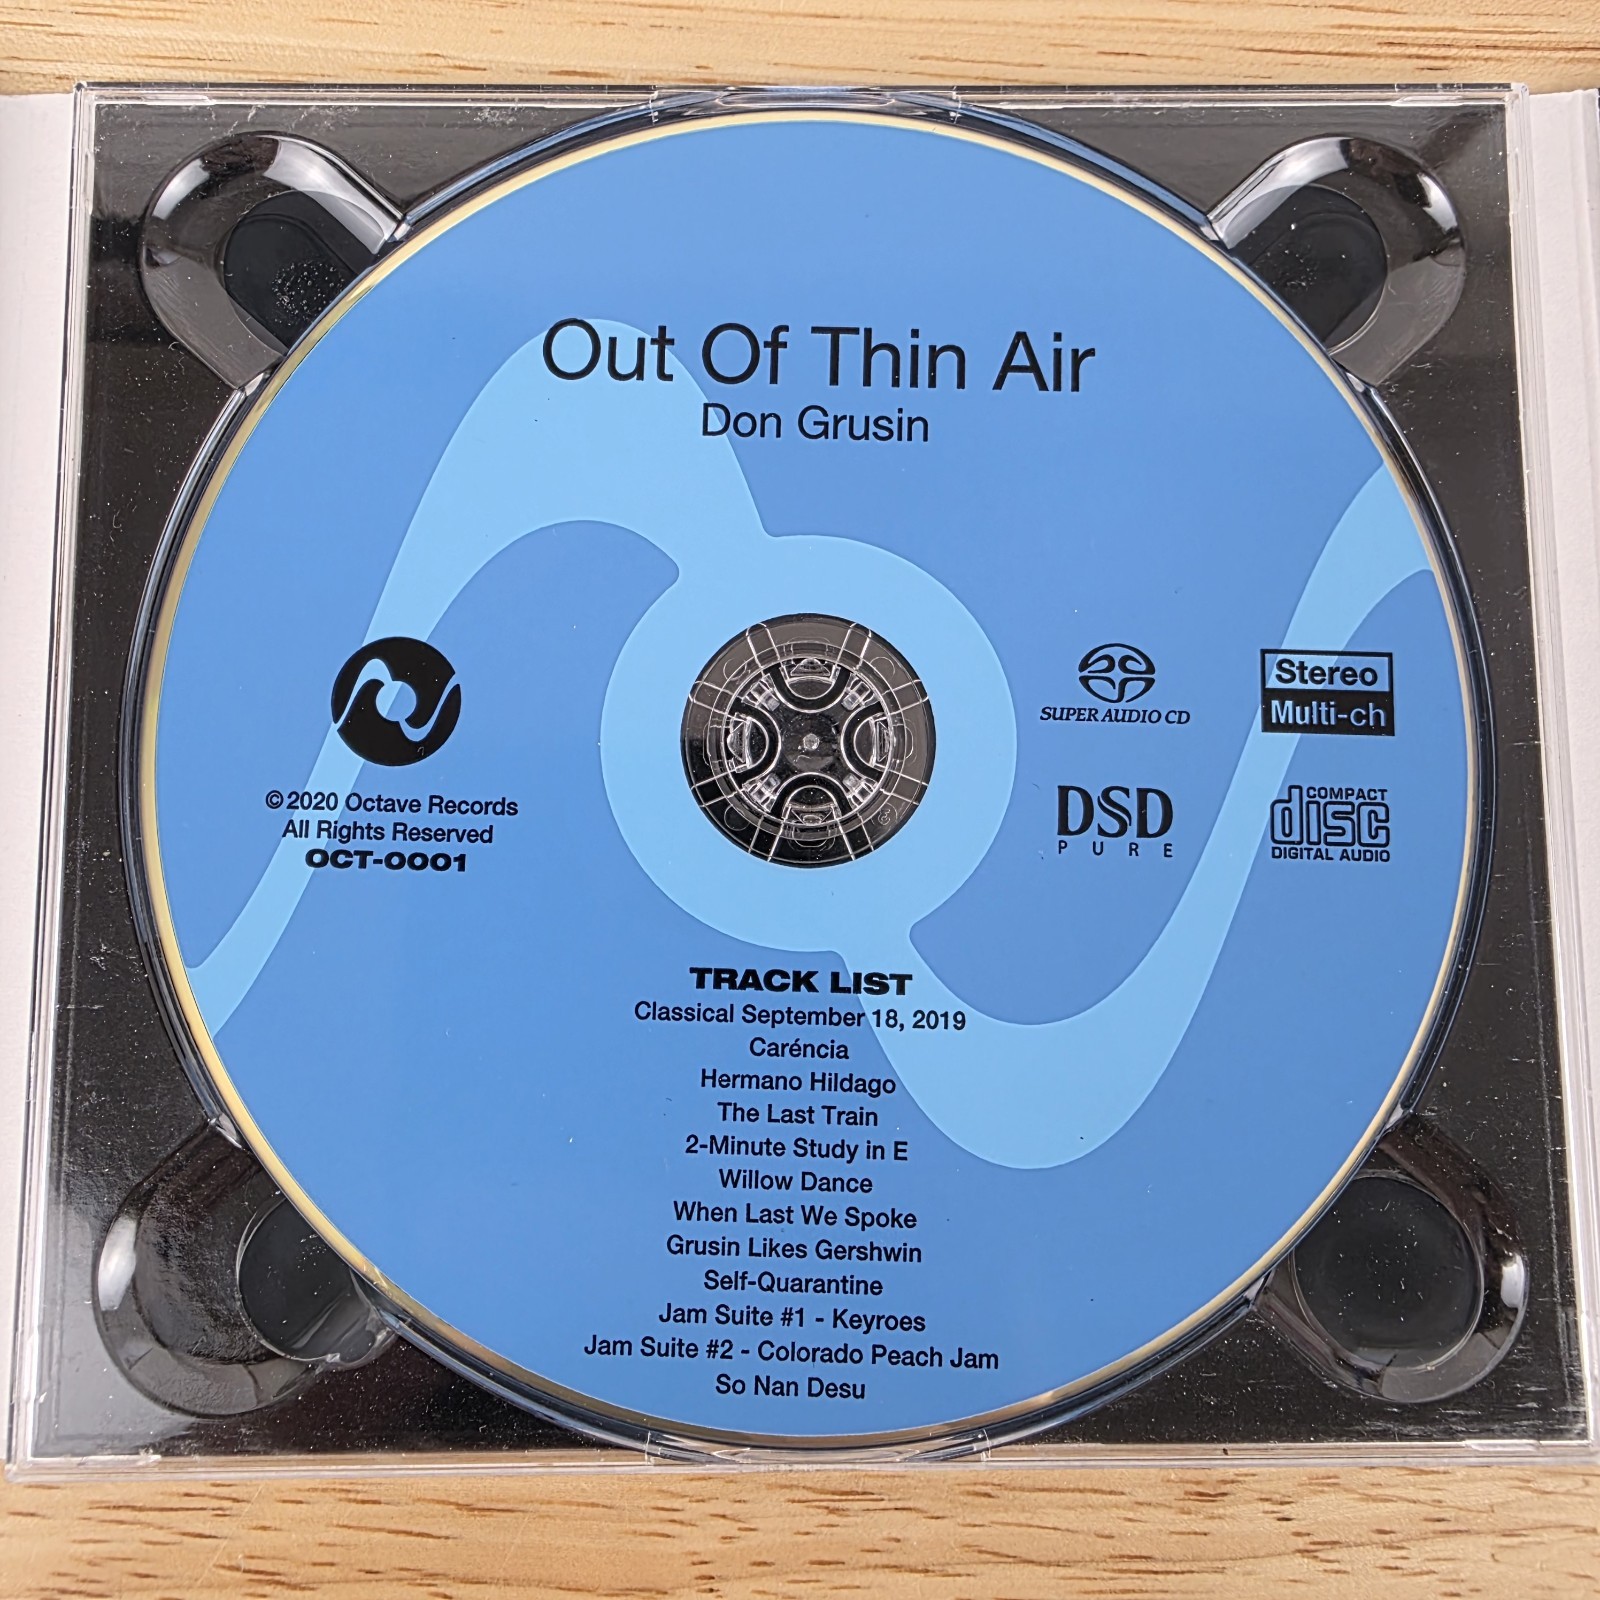 Out Of Thin Air
Don Grusin
© 2020 Octave Records
All Rights Reserved
OCT-0001
SUPER AUDIO CD
Stereo
Multi-ch
DSD
PURE
COMPACT
disc
DIGITAL AUDIO
TRACK LIST
Classical September 18, 2019
Caréncia
Hermano Hildago
The Last Train
2-Minute Study in E
Willow Dance
When Last We Spoke
Grusin Likes Gershwin
Self-Quarantine
Jam Suite #1 - Keyroes
Jam Suite #2 - Colorado Peach Jam
So Nan Desu